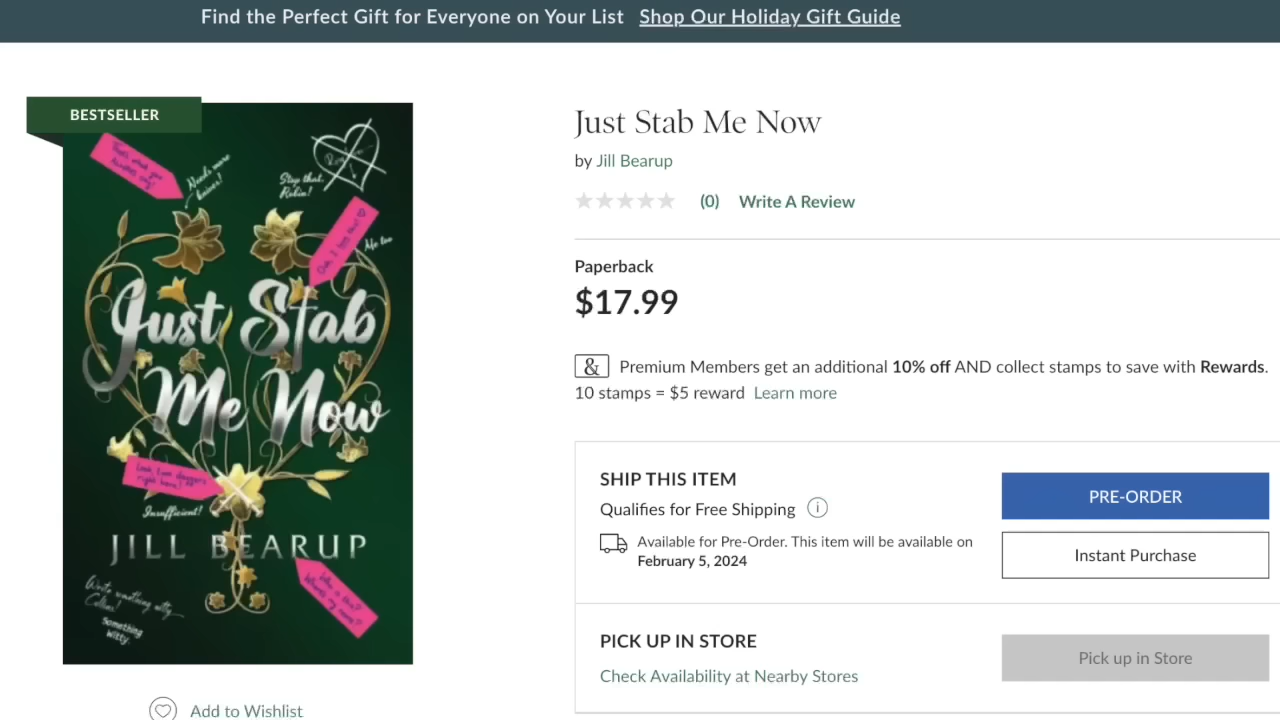 Find the Perfect Gift for Everyone on Your List Shop Our Holiday Gift Guide
BESTSELLER
Needs more
knives!
Stop that,
Robin!
Me too
Just Stab
Me Now
Look, I see daggers
right here!
Insufficient!
JILL BEARUP
Write something witty,
Something
Witty.
Add to Wishlist
Just Stab Me Now
by Jill Bearup
(0) Write A Review
Paperback
$17.99
& Premium Members get an additional 10% off AND collect stamps to save with Rewards.
10 stamps = $5 reward Learn more
SHIP THIS ITEM
Qualifies for Free Shipping i
Available for Pre-Order. This item will be available on
February 5, 2024
PRE-ORDER
Instant Purchase
PICK UP IN STORE
Check Availability at Nearby Stores
Pick up in Store